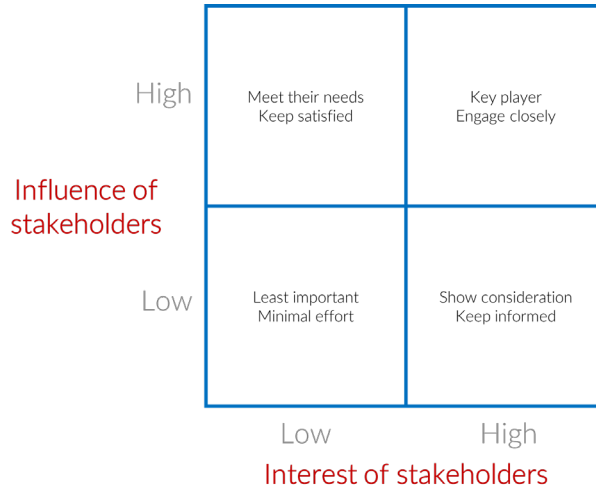 High
Meet their needs
Keep satisfied
Key player
Engage closely
Influence of
stakeholders
Low
Least important
Minimal effort
Show consideration
Keep informed
Low
High
Interest of stakeholders